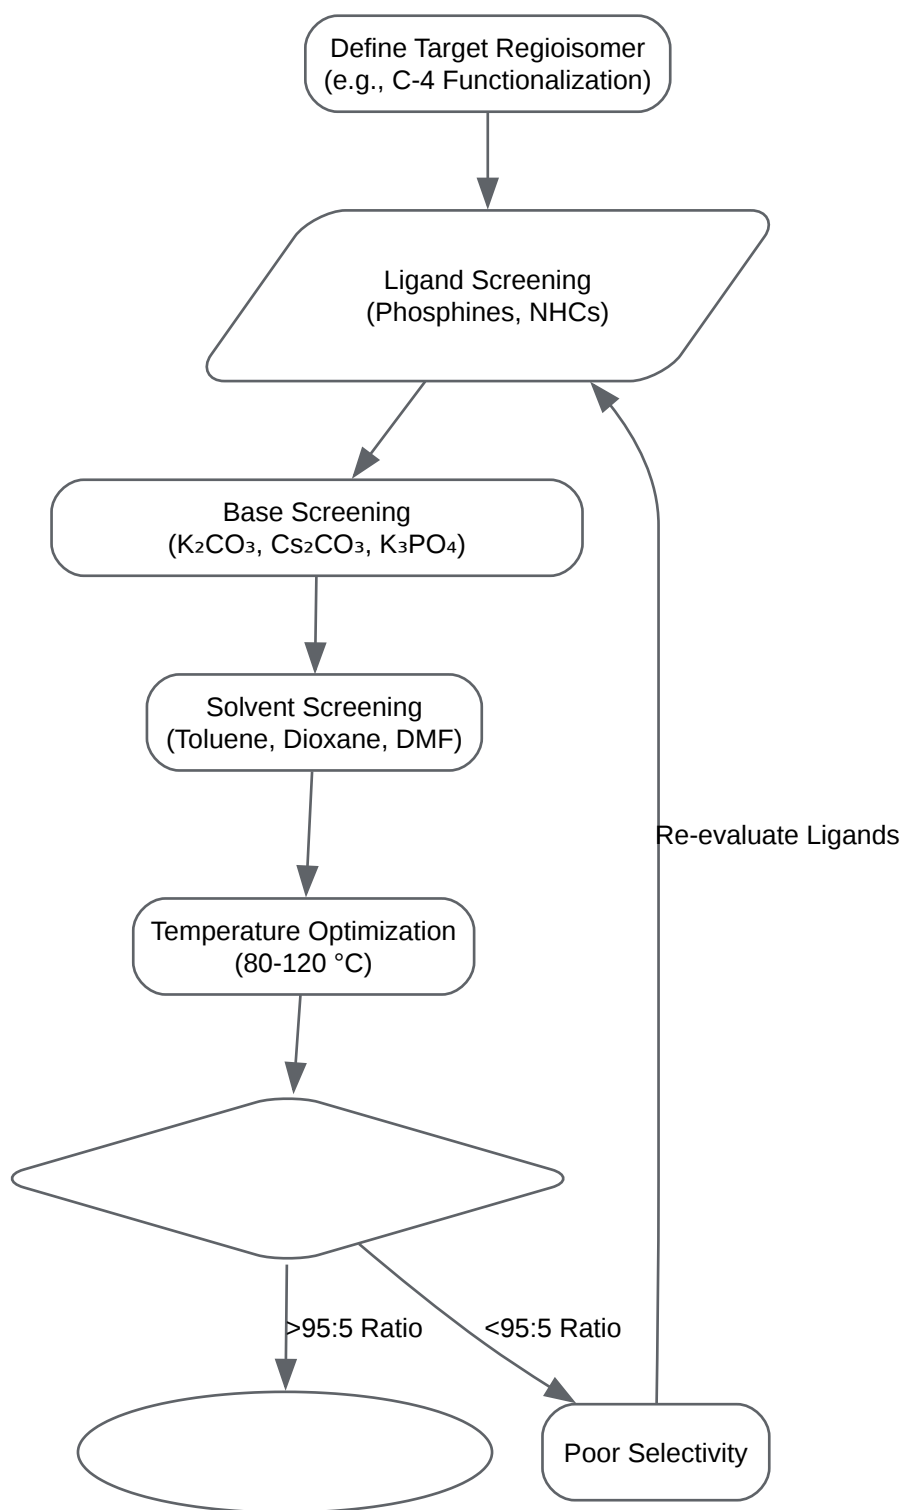 Define Target Regioisomer
(e.g., C-4 Functionalization)
Ligand Screening
(Phosphines, NHCs)
Base Screening
(K₂CO₃, Cs₂CO₃, K₃PO₄)
Solvent Screening
(Toluene, Dioxane, DMF)
Re-evaluate Ligands
Temperature Optimization
(80-120 °C)
>95:5 Ratio
<95:5 Ratio
Poor Selectivity